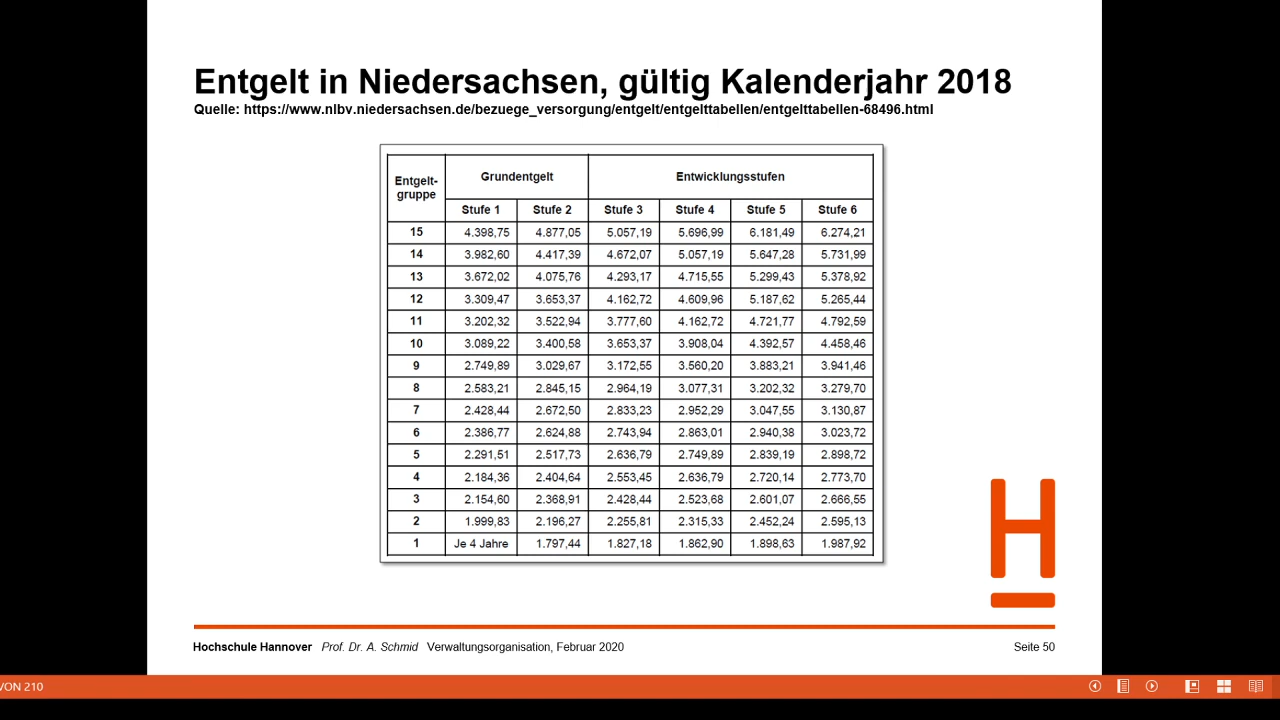 Entgelt in Niedersachsen, gültig Kalenderjahr 2018
Quelle: https://www.nlbv.niedersachsen.de/bezuege_versorgung/entgelt/entgelttabellen/entgelttabellen-68496.html
Entgelt-
gruppe
Grundentgelt Entwicklungsstufen
Stufe 1 Stufe 2 Stufe 3 Stufe 4 Stufe 5 Stufe 6
15 4.398,75 4.877,05 5.057,19 5.696,99 6.181,49 6.274,21
14 3.982,60 4.417,39 4.672,07 5.057,19 5.647,28 5.731,99
13 3.672,02 4.075,76 4.293,17 4.715,55 5.299,43 5.378,92
12 3.309,47 3.653,37 4.162,72 4.609,96 5.187,62 5.265,44
11 3.202,32 3.522,94 3.777,60 4.162,72 4.721,77 4.792,59
10 3.089,22 3.400,58 3.653,37 3.908,04 4.392,57 4.458,46
9 2.749,89 3.029,67 3.172,55 3.560,20 3.883,21 3.941,46
8 2.583,21 2.845,15 2.964,19 3.077,31 3.202,32 3.279,70
7 2.428,44 2.672,50 2.833,23 2.952,29 3.047,55 3.130,87
6 2.386,77 2.624,88 2.743,94 2.863,01 2.940,38 3.023,72
5 2.291,51 2.517,73 2.636,79 2.749,89 2.839,19 2.898,72
4 2.184,36 2.404,64 2.553,45 2.636,79 2.720,14 2.773,70
3 2.154,60 2.368,91 2.428,44 2.523,68 2.601,07 2.666,55
2 1.999,83 2.196,27 2.255,81 2.315,33 2.452,24 2.595,13
1 Je 4 Jahre 1.797,44 1.827,18 1.862,90 1.898,63 1.987,92
H
Hochschule Hannover Prof. Dr. A. Schmid Verwaltungsorganisation, Februar 2020 Seite 50
VON 210